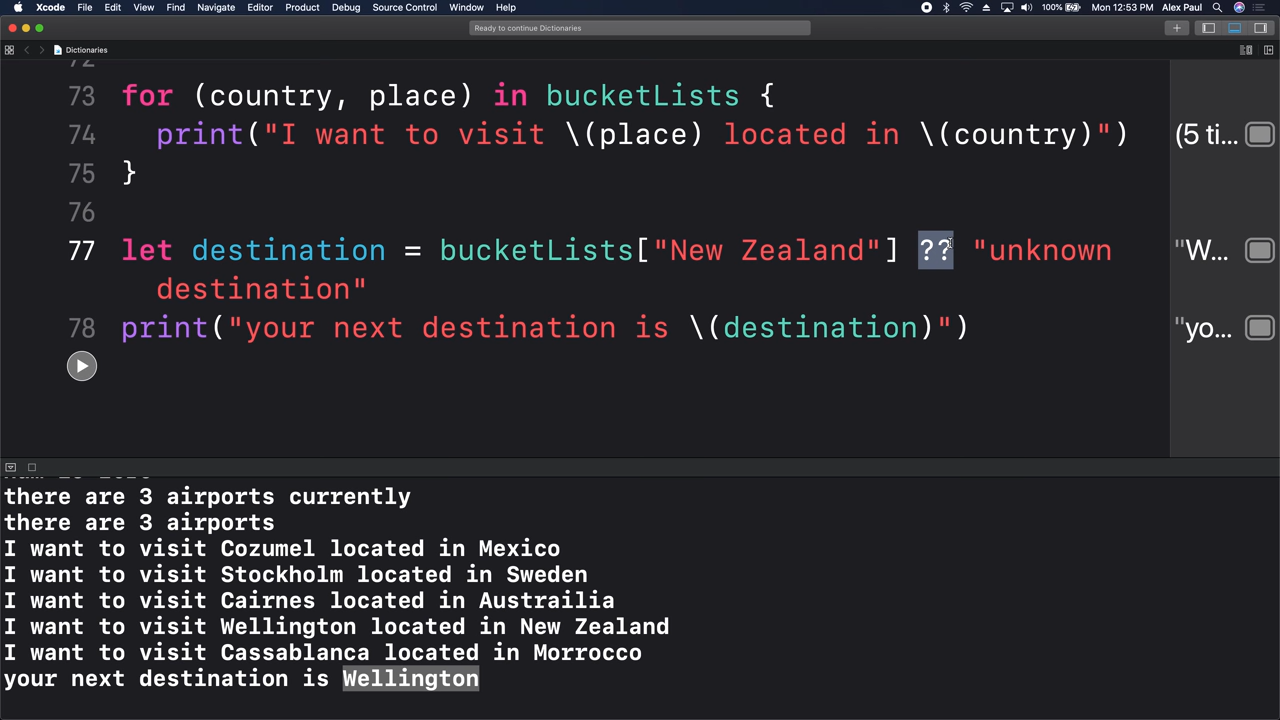 Xcode File Edit View Find Navigate Editor Product Debug Source Control Window Help 100% Mon 12:53 PM Alex Paul
Ready to continue Dictionaries
Dictionaries
72
73 for (country, place) in bucketLists {
74 print("I want to visit \(place) located in \(country)") (5 ti...
75 }
76
77 let destination = bucketLists["New Zealand"] ?? "unknown "W...
destination"
78 print("your next destination is \(destination)") "yo...
there are 3 airports currently
there are 3 airports
I want to visit Cozumel located in Mexico
I want to visit Stockholm located in Sweden
I want to visit Cairnes located in Austrailia
I want to visit Wellington located in New Zealand
I want to visit Cassablanca located in Morrocco
your next destination is Wellington